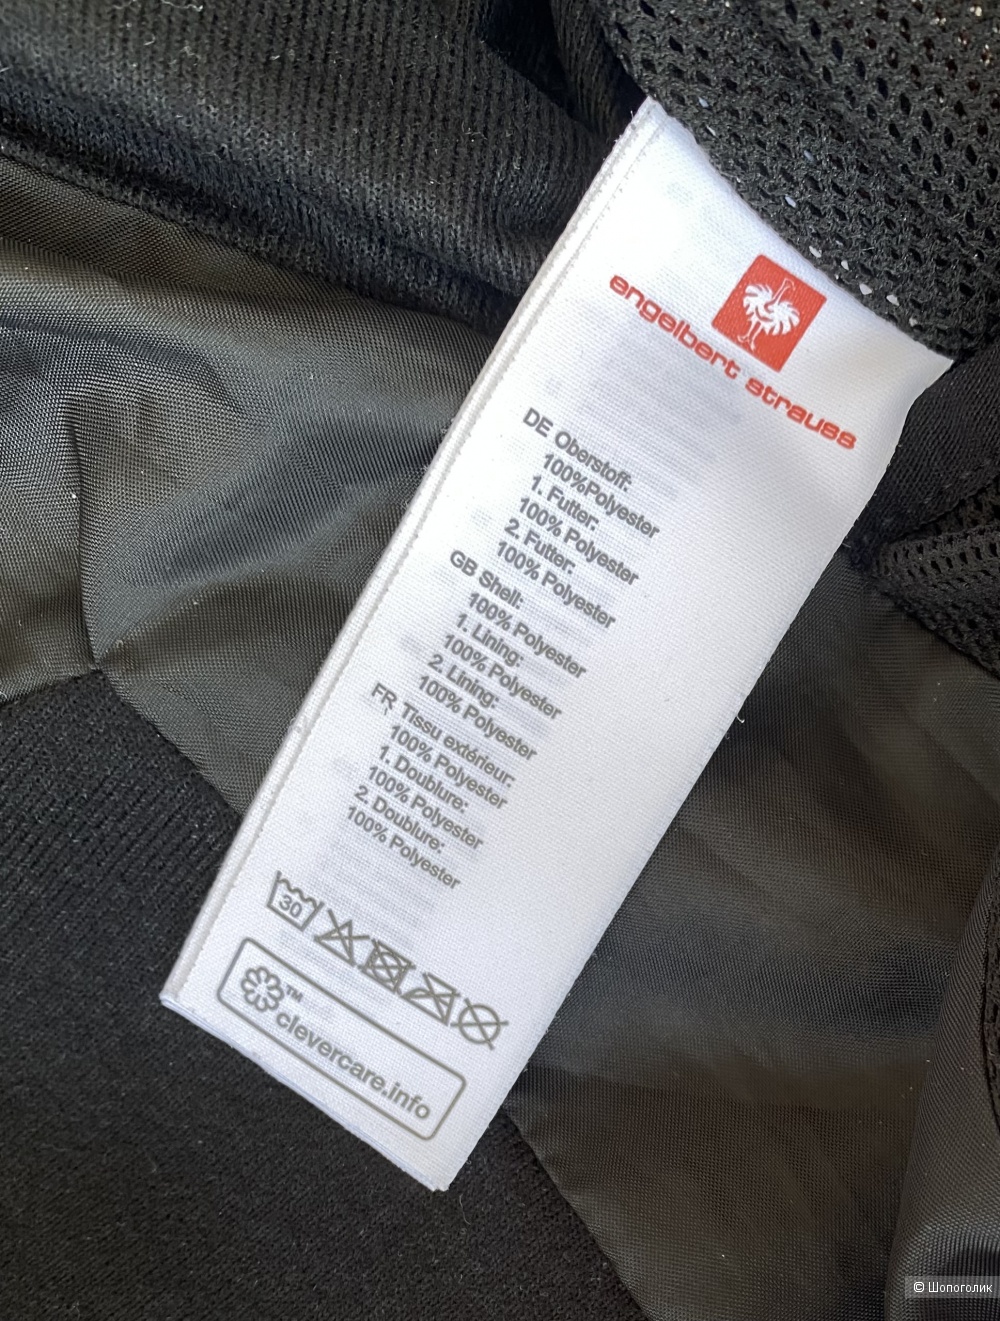 engelbert strauss
DE Oberstoff:
100%Polyester
1. Futter:
100% Polyester
2. Futter:
100% Polyester
GB Shell:
100% Polyester
1. Lining:
100% Polyester
2. Lining:
100% Polyester
FR Tissu extérieur:
100% Polyester
1. Doublure:
100% Polyester
2. Doublure:
100% Polyester
30
™
clevercare.info
© Шопоголик